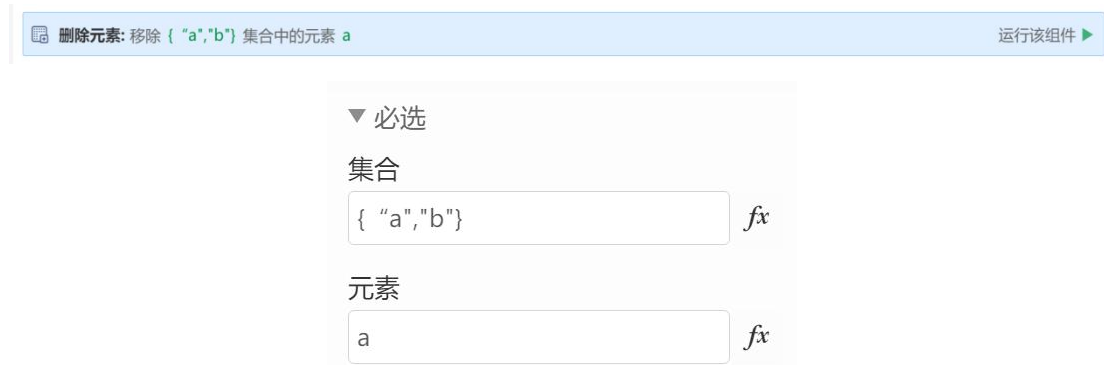 删除元素: 移除 {  “a","b"} 集合中的元素 a 运行该组件
必选
集合
{  “a","b"} fx
元素
a fx